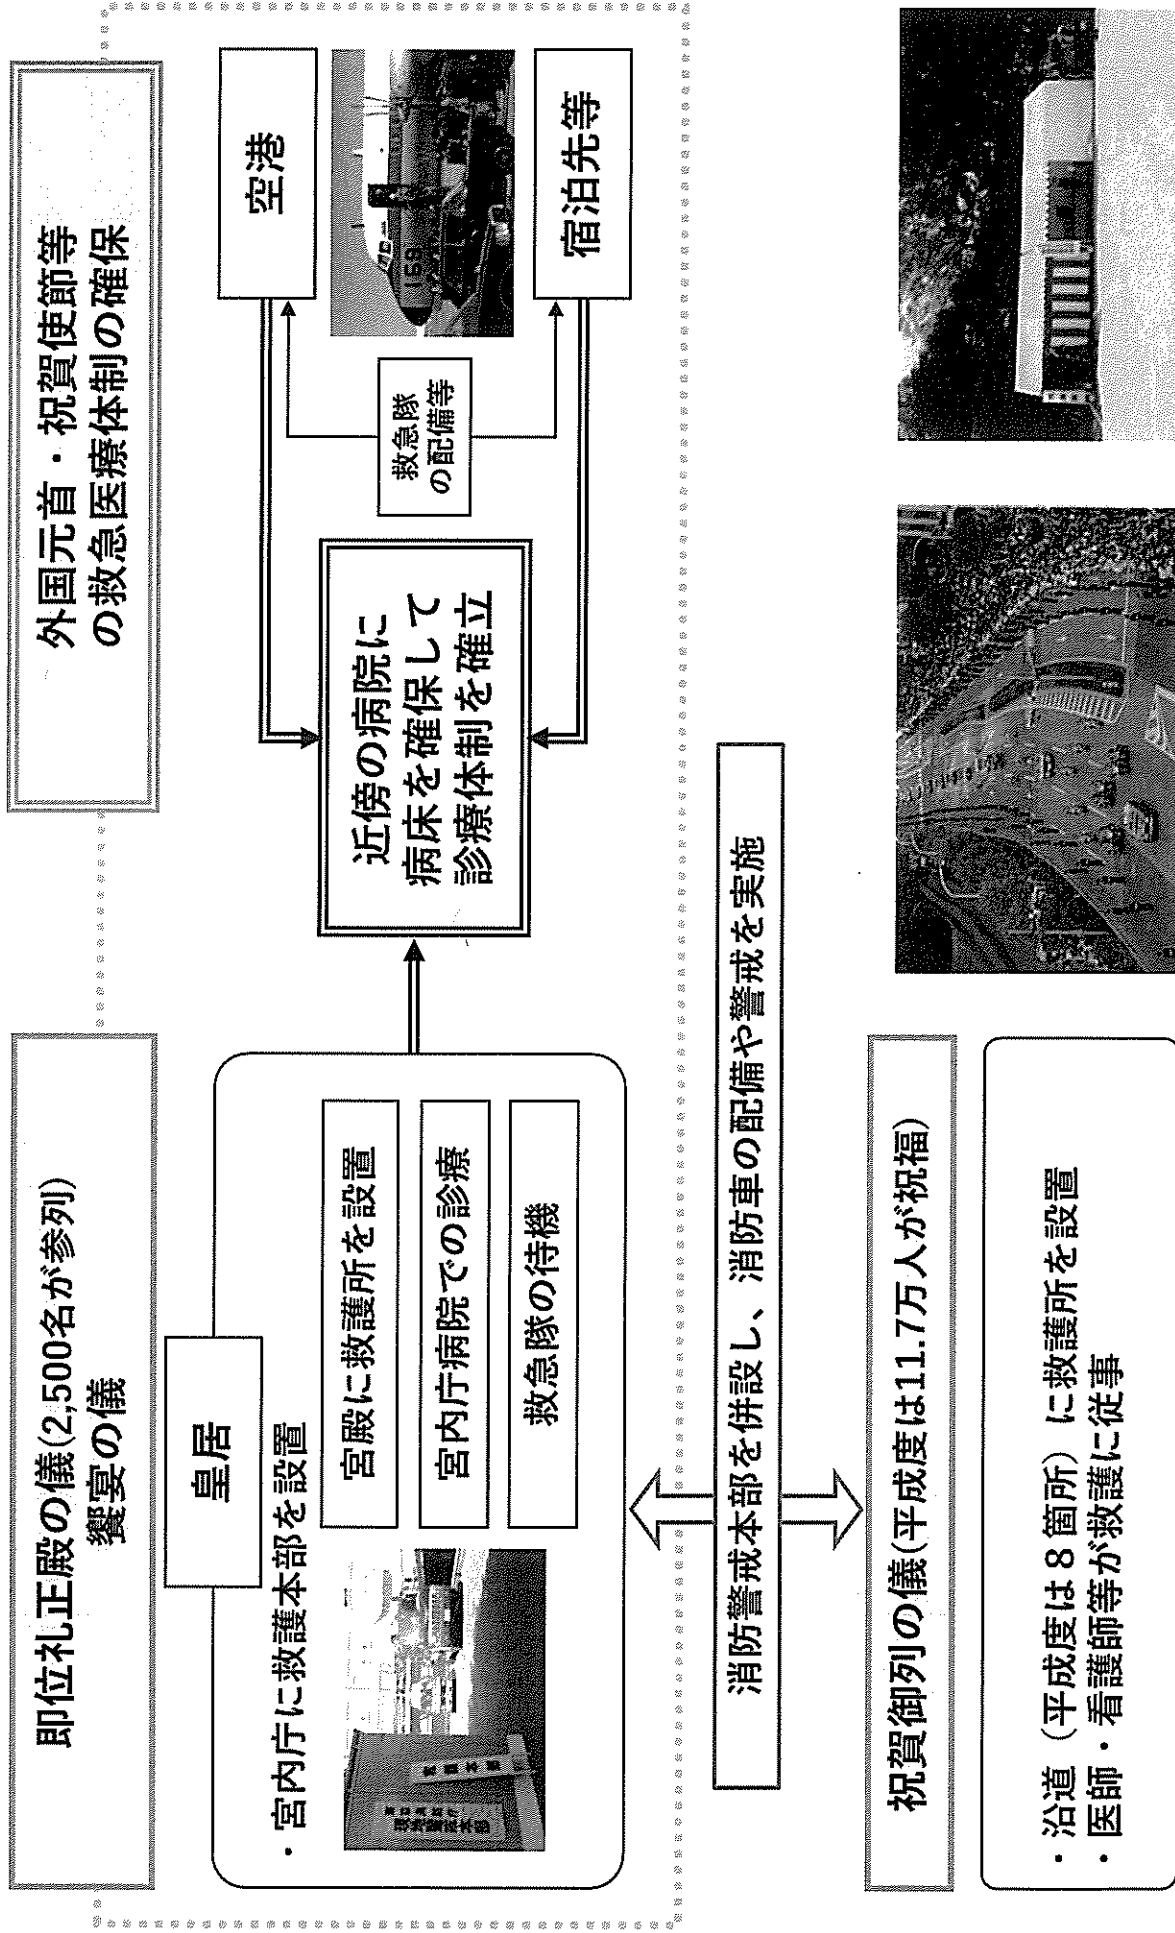 即位礼正殿の儀(2,500名が参列)
饗宴の儀
皇居
・宮内庁に救護本部を設置
宮殿に救護所を設置
宮内庁病院での診療
救急隊の待機
外国元首・祝賀使節等
の救急医療体制の確保
近傍の病院に
病床を確保して
診療体制を確立
救急隊
の配備等
空港
159
宿泊先等
消防警戒本部を併設し、消防車の配備や警戒を実施
祝賀御列の儀(平成度は11.7万人が祝福)
・沿道（平成度は８箇所）に救護所を設置
・医師・看護師等が救護に従事